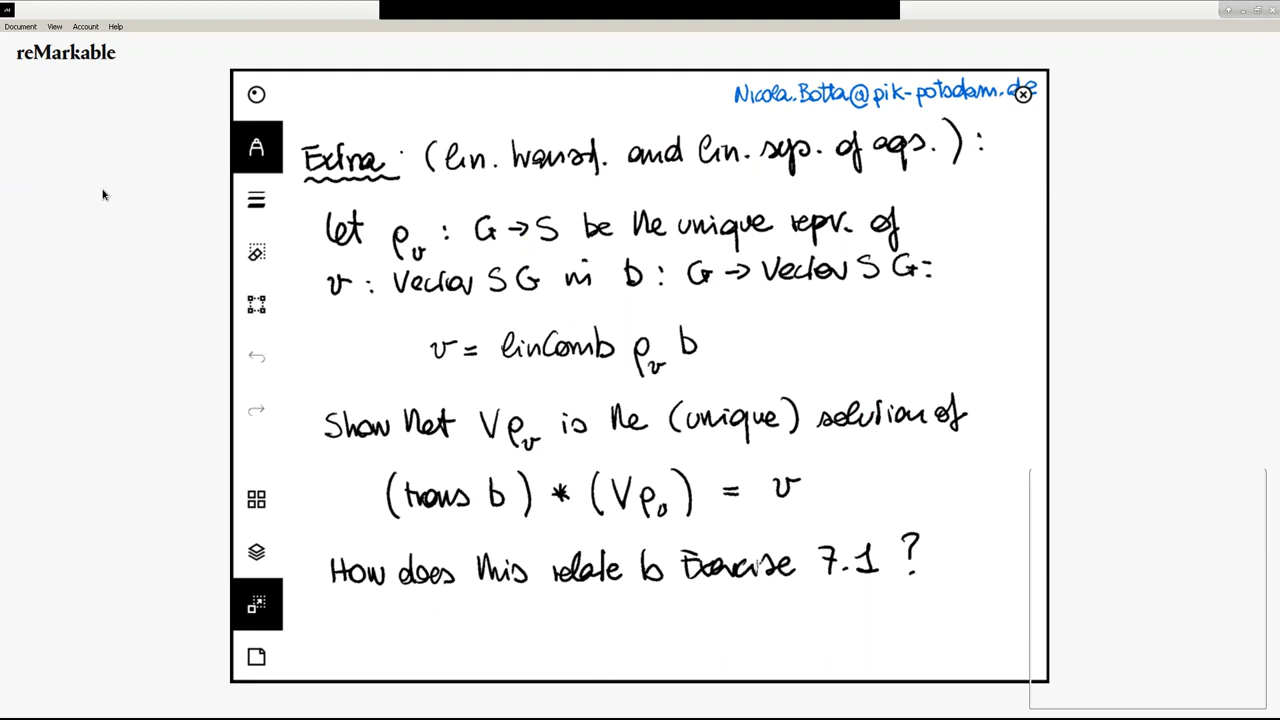 Document View Account Help
reMarkable
Nicola.Botta@pik-potsdam.de
Extra: (lin. transf. and lin. sys. of eqs.):
Let ρv : G → S be the unique repr. of
v : Vector S G in b : G → Vector S G:
v = linComb ρv b
Show that V ρv is the (unique) solution of
(trans b) * (V ρv) = v
How does this relate to Exercise 7.1 ?